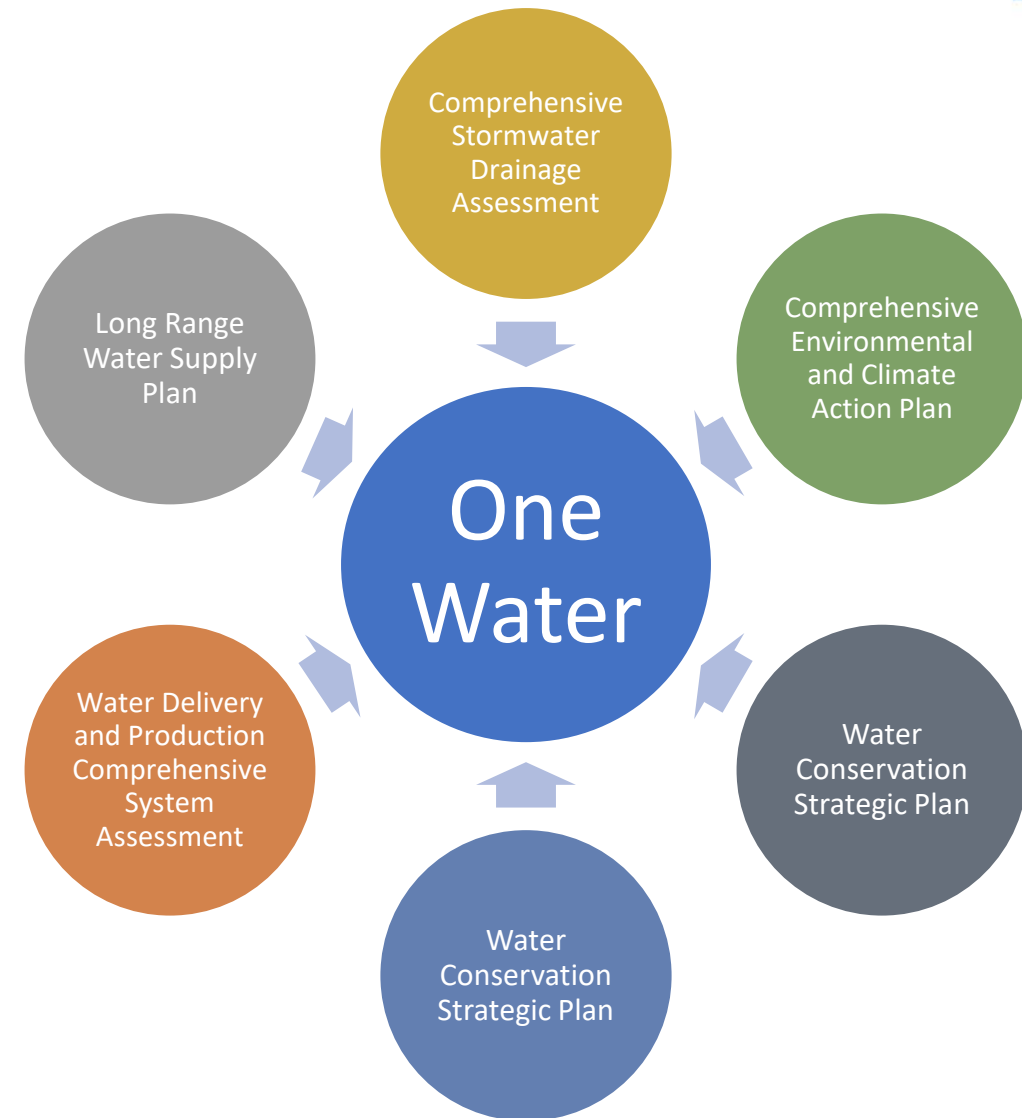 Comprehensive
Stormwater
Drainage
Assessment
Comprehensive
Environmental
and Climate
Action Plan
Water
Conservation
Strategic Plan
Water
Conservation
Strategic Plan
Water Delivery
and Production
Comprehensive
System
Assessment
Long Range
Water Supply
Plan
One
Water